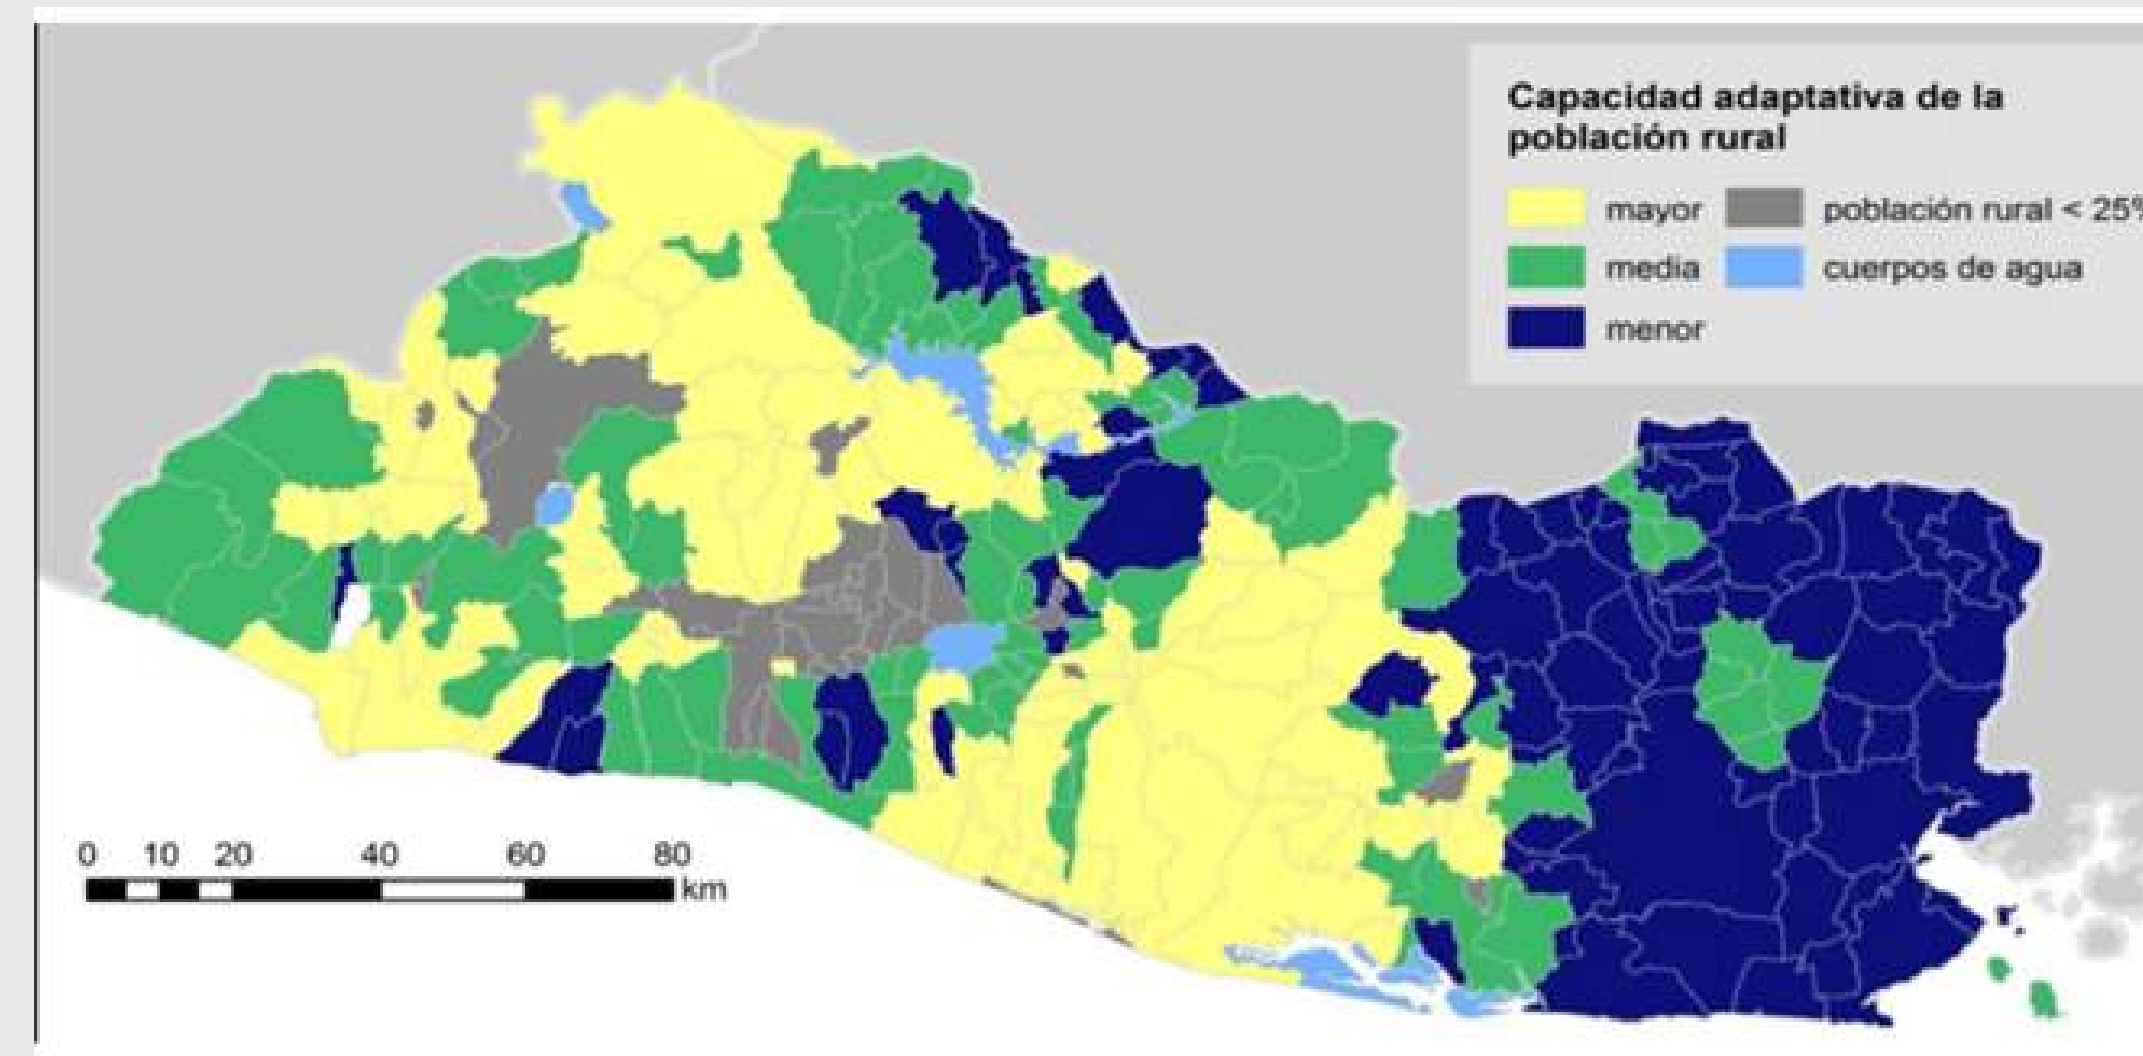 Capacidad adaptativa de la
población rural
mayor
población rural < 25%
media
cuerpos de agua
menor
0 10 20 40 60 80
km